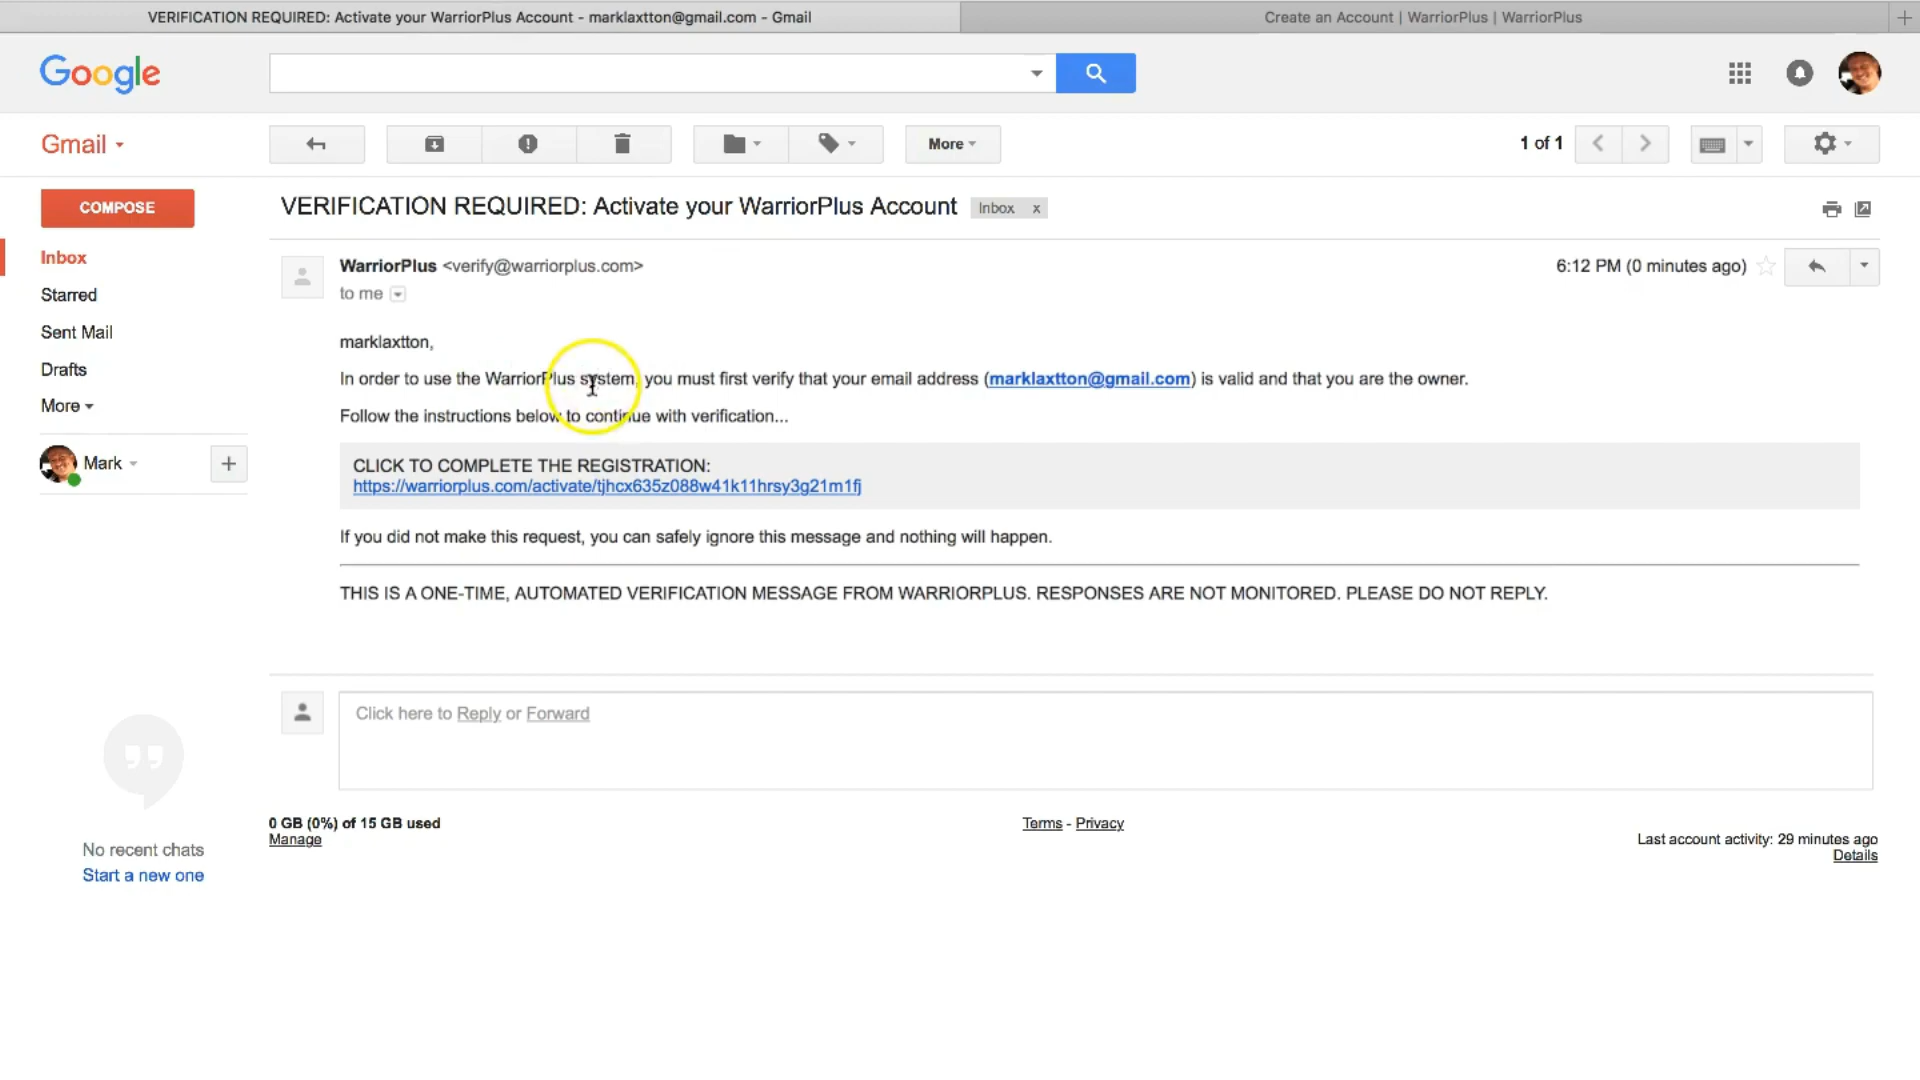 VERIFICATION REQUIRED: Activate your WarriorPlus Account - marklaxtton@gmail.com - Gmail
Create an Account | WarriorPlus | WarriorPlus
Google
Gmail
More
1 of 1
COMPOSE
VERIFICATION REQUIRED: Activate your WarriorPlus Account
Inbox x
Inbox
Starred
Sent Mail
Drafts
More
Mark
WarriorPlus <verify@warriorplus.com>
6:12 PM (0 minutes ago)
to me
marklaxtton,
In order to use the WarriorPlus system, you must first verify that your email address (marklaxtton@gmail.com) is valid and that you are the owner.
Follow the instructions below to continue with verification...
CLICK TO COMPLETE THE REGISTRATION:
https://warriorplus.com/activate/tjhcx635z088w41k11hrsy3g21m1fj
If you did not make this request, you can safely ignore this message and nothing will happen.
THIS IS A ONE-TIME, AUTOMATED VERIFICATION MESSAGE FROM WARRIORPLUS. RESPONSES ARE NOT MONITORED. PLEASE DO NOT REPLY.
Click here to Reply or Forward
No recent chats
Start a new one
0 GB (0%) of 15 GB used
Manage
Terms - Privacy
Last account activity: 29 minutes ago
Details